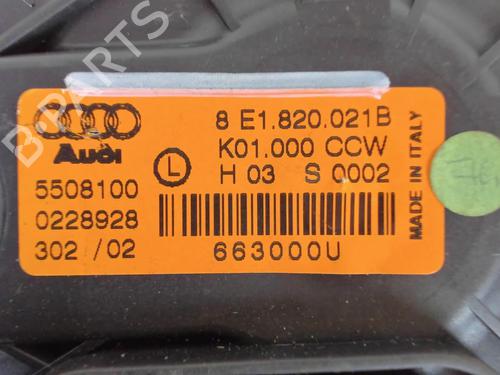 B PARTS
Audi
8 E1.820.021B
K01.000 CCW
L
H 03 S 0002
5508100
0228928
302/02
663000U
MADE IN ITALY